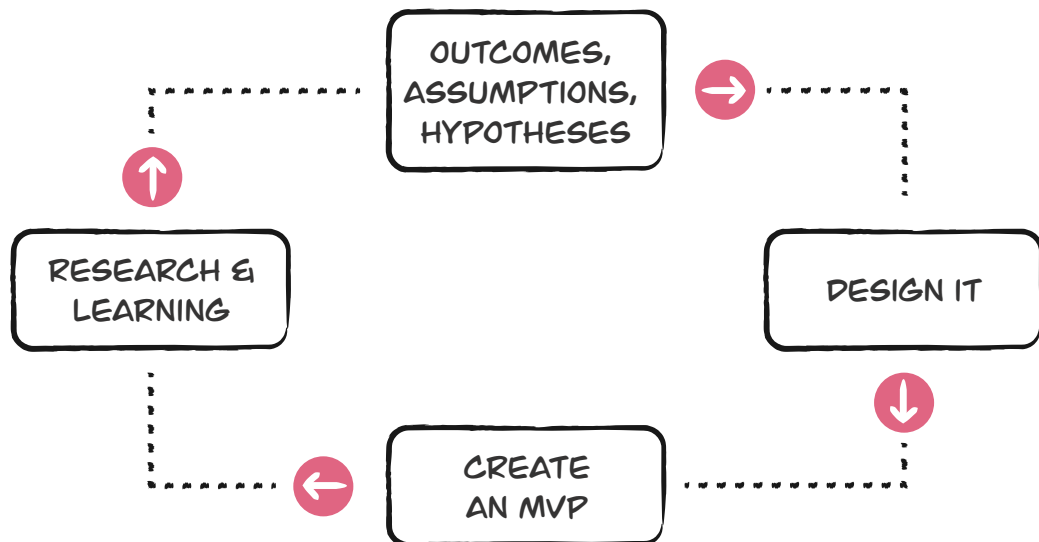 OUTCOMES,
ASSUMPTIONS,
HYPOTHESES
RESEARCH &
LEARNING
DESIGN IT
CREATE
AN MVP